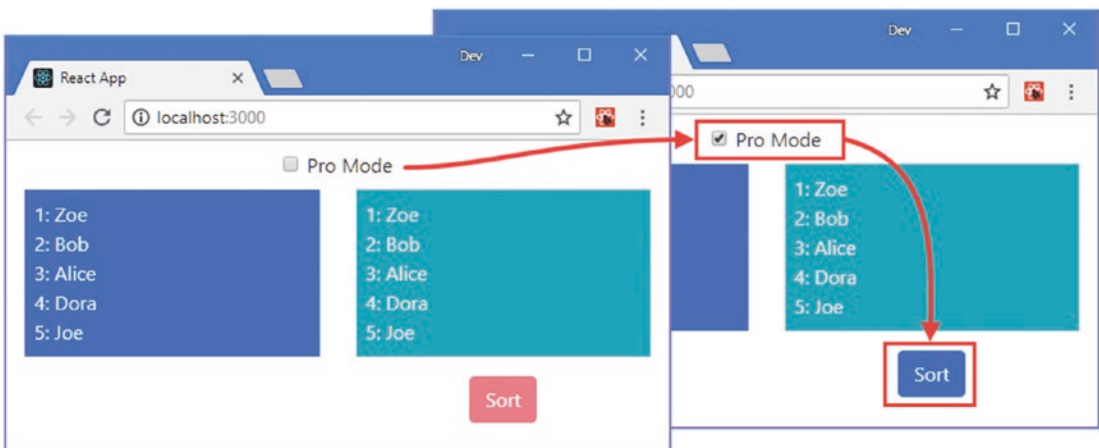 Dev
React App
localhost:3000
Pro Mode
1: Zoe
2: Bob
3: Alice
4: Dora
5: Joe
1: Zoe
2: Bob
3: Alice
4: Dora
5: Joe
Sort
Dev
000
Pro Mode
1: Zoe
2: Bob
3: Alice
4: Dora
5: Joe
Sort